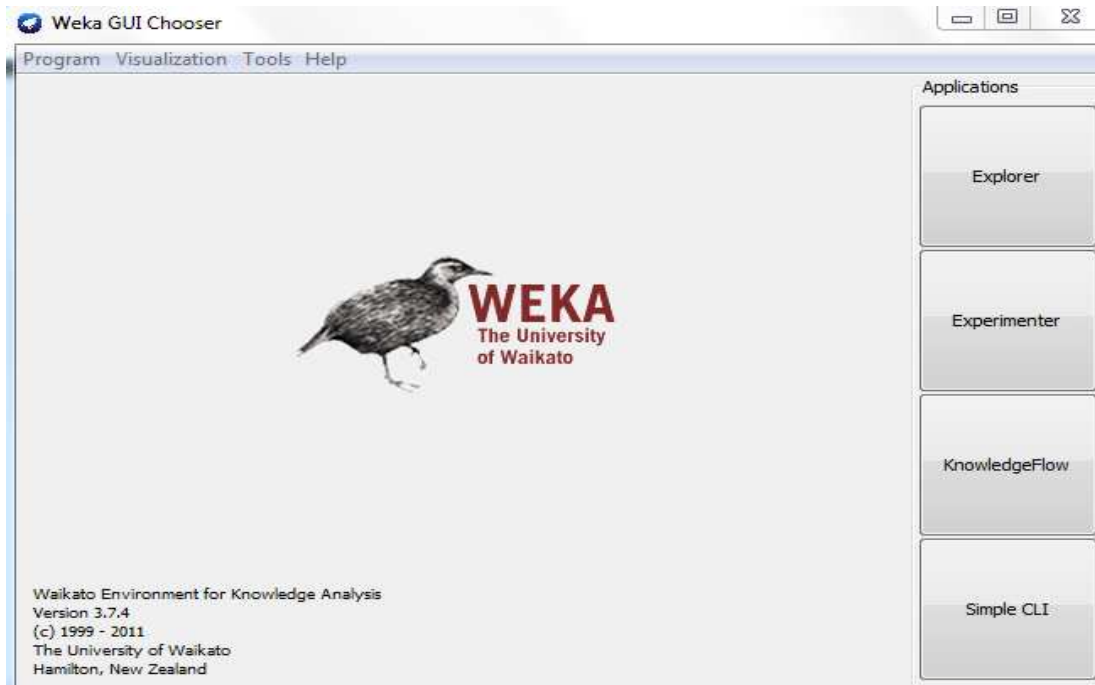 Weka GUI Chooser
Program Visualization Tools Help
Applications
Explorer
Experimenter
KnowledgeFlow
Simple CLI
WEKA
The University
of Waikato
Waikato Environment for Knowledge Analysis
Version 3.7.4
(c) 1999 - 2011
The University of Waikato
Hamilton, New Zealand